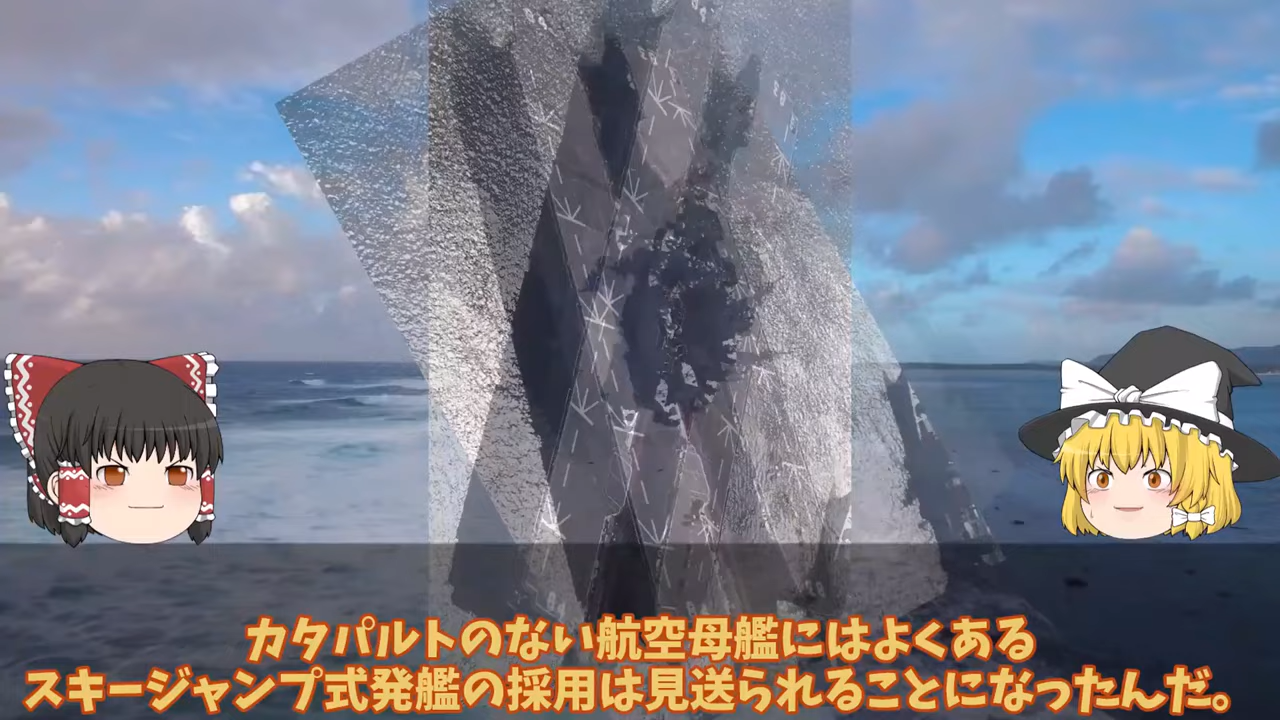 カタパルトのない航空母艦にはよくある
スキージャンプ式発艦の採用は見送られることになったんだ。